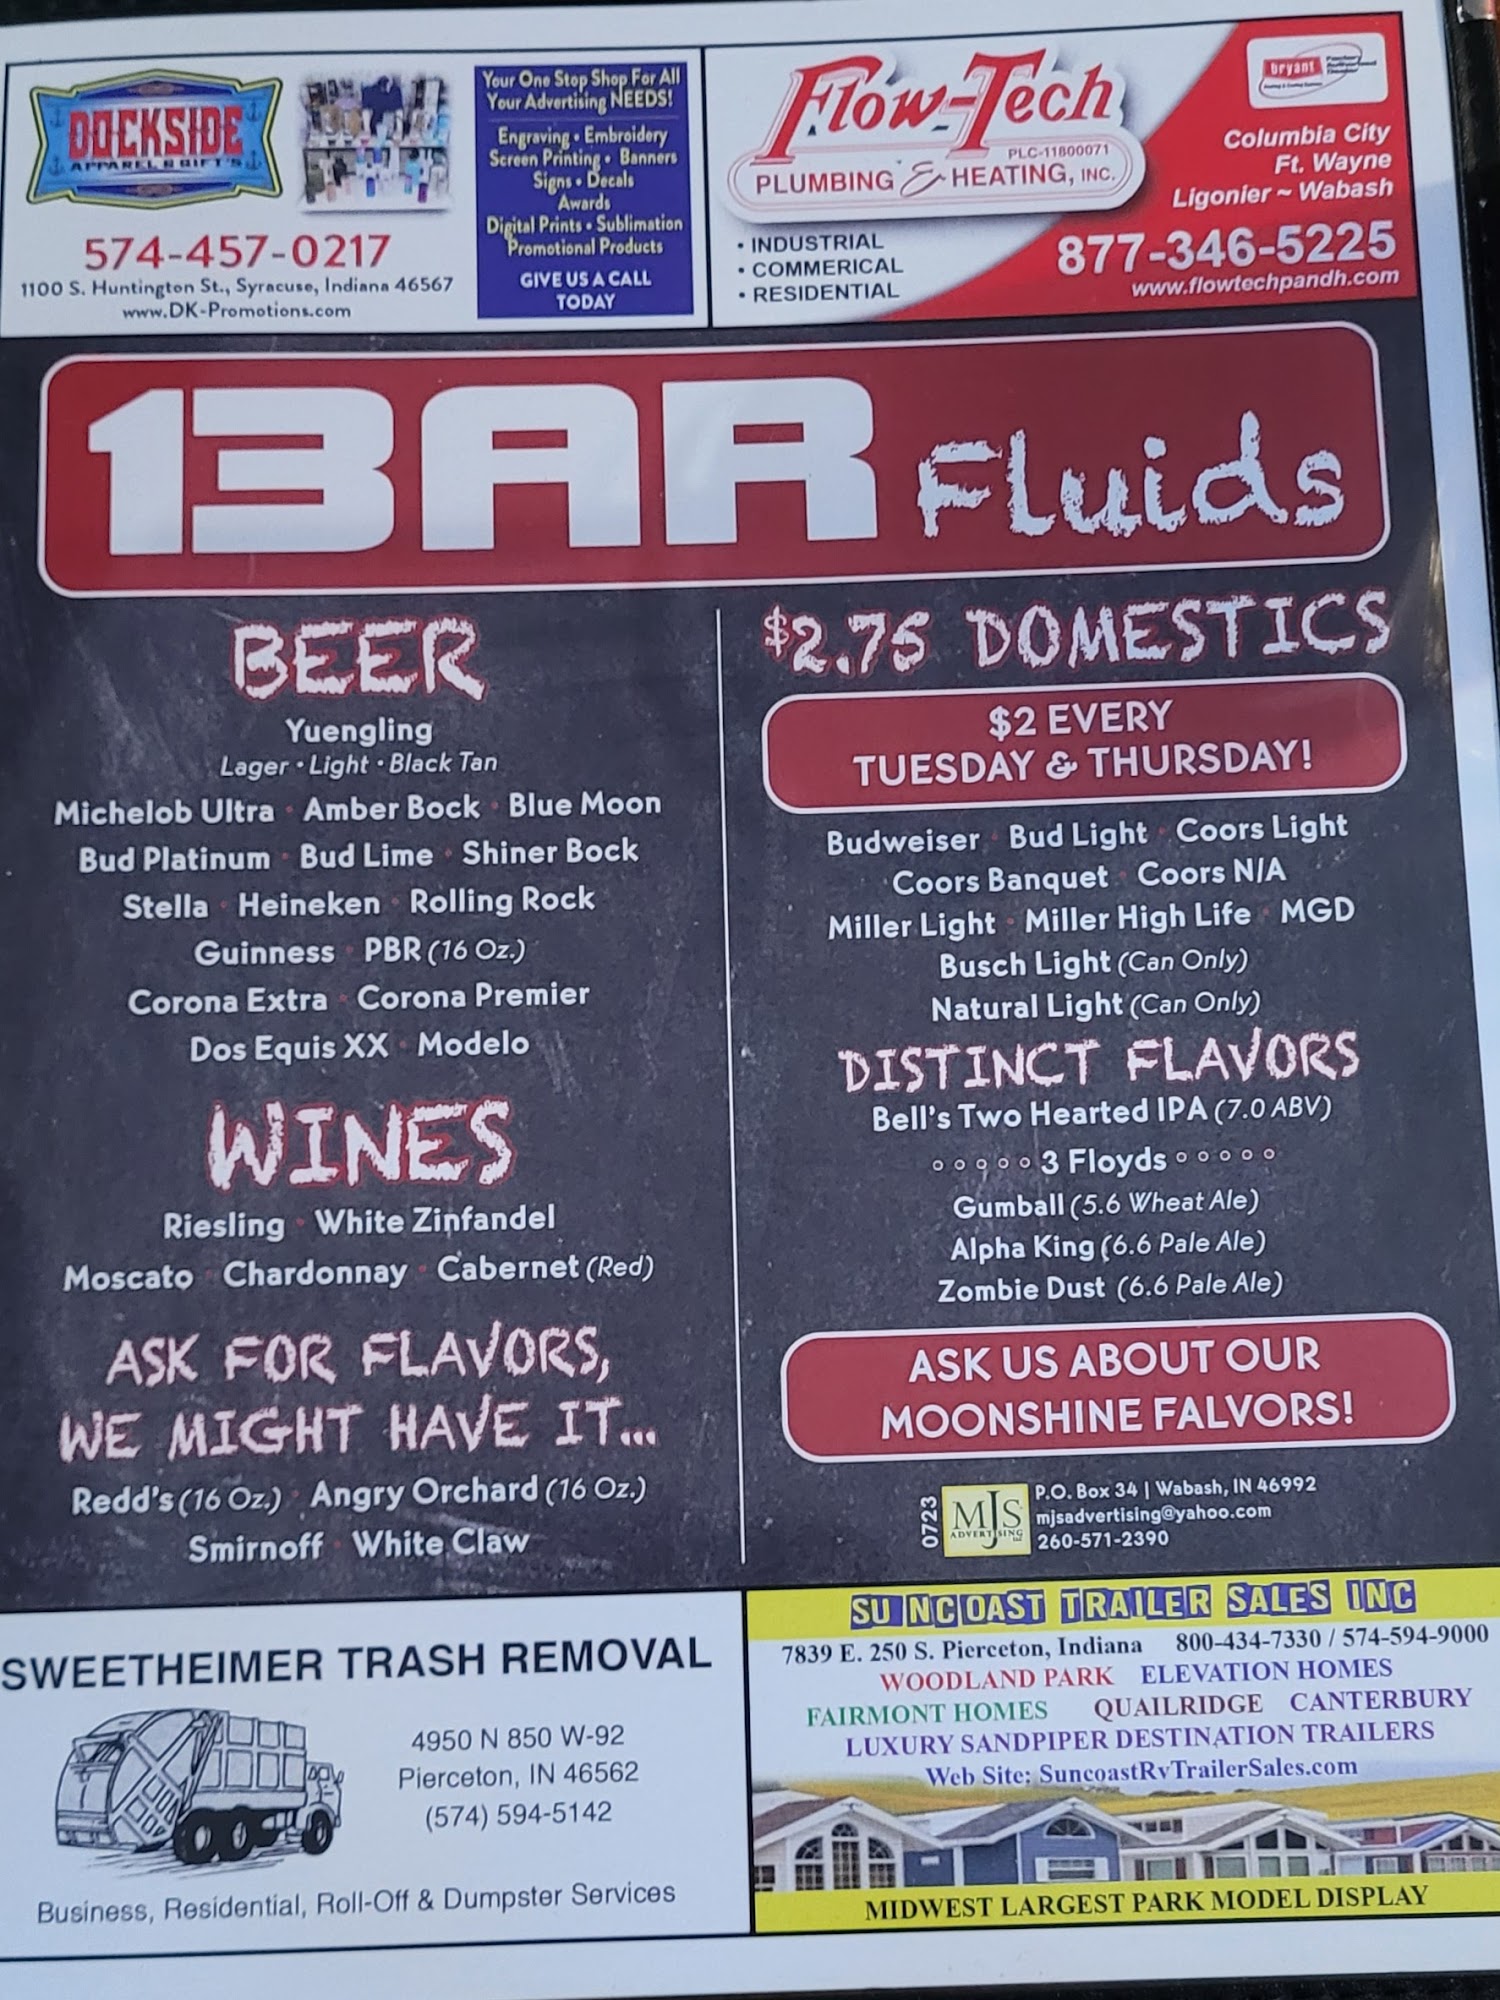 DOCKSIDE
APPAREL & GIFT'S
574-457-0217
1100 S. Huntington St., Syracuse, Indiana 46567
www.DK-Promotions.com
Your One Stop Shop For All
Your Advertising NEEDS!
Engraving • Embroidery
Screen Printing • Banners
Signs • Decals
Awards
Digital Prints • Sublimation
Promotional Products
GIVE US A CALL
TODAY
Flow-Tech
PLC-11800071
PLUMBING & HEATING, INC.
• INDUSTRIAL
• COMMERICAL
• RESIDENTIAL
bryant
Columbia City
Ft. Wayne
Ligonier ~ Wabash
877-346-5225
www.flowtechpandh.com
13AR Fluids
BEER
Yuengling
Lager • Light • Black Tan
Michelob Ultra • Amber Bock • Blue Moon
Bud Platinum • Bud Lime • Shiner Bock
Stella • Heineken • Rolling Rock
Guinness • PBR (16 Oz.)
Corona Extra • Corona Premier
Dos Equis XX • Modelo
WINES
Riesling • White Zinfandel
Moscato • Chardonnay • Cabernet (Red)
ASK FOR FLAVORS,
WE MIGHT HAVE IT...
Redd's (16 Oz.) • Angry Orchard (16 Oz.)
Smirnoff • White Claw
$2.75 DOMESTICS
$2 EVERY
TUESDAY & THURSDAY!
Budweiser • Bud Light • Coors Light
Coors Banquet • Coors N/A
Miller Light • Miller High Life • MGD
Busch Light (Can Only)
Natural Light (Can Only)
DISTINCT FLAVORS
Bell's Two Hearted IPA (7.0 ABV)
3 Floyds
Gumball (5.6 Wheat Ale)
Alpha King (6.6 Pale Ale)
Zombie Dust (6.6 Pale Ale)
ASK US ABOUT OUR
MOONSHINE FALVORS!
0723
MJS
ADVERTISING
P.O. Box 34 | Wabash, IN 46992
mjsadvertising@yahoo.com
260-571-2390
SWEETHEIMER TRASH REMOVAL
4950 N 850 W-92
Pierceton, IN 46562
(574) 594-5142
Business, Residential, Roll-Off & Dumpster Services
SUNCOAST TRAILER SALES INC
7839 E. 250 S. Pierceton, Indiana 800-434-7330 / 574-594-9000
WOODLAND PARK ELEVATION HOMES
FAIRMONT HOMES QUAILRIDGE CANTERBURY
LUXURY SANDPIPER DESTINATION TRAILERS
Web Site: SuncoastRvTrailerSales.com
MIDWEST LARGEST PARK MODEL DISPLAY